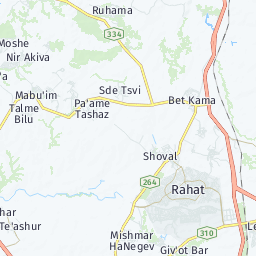 Ruhama
334
Moshe
Nir Akiva
'a
Sde Tsvi
Mabu'im
Pa'ame
Tashaz
Bet Kama
Talme
Bilu
Shoval
264
Rahat
har
Te'ashur
Mishmar
HaNegev
310
Le
Giv'ot Bar